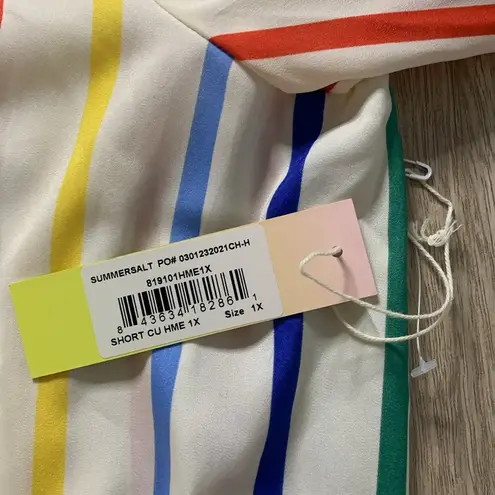 SUMMERSALT PO# 0301232021CH-H
819101HME1X
8 43634 18286 1
SHORT CU HME 1X Size 1X